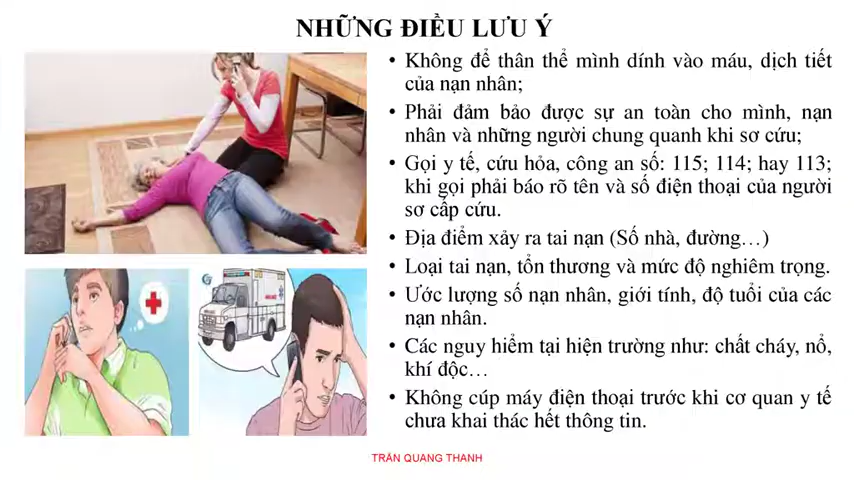 NHỮNG ĐIỀU LƯU Ý
• Không để thân thể mình dính vào máu, dịch tiết
của nạn nhân;
• Phải đảm bảo được sự an toàn cho mình, nạn
nhân và những người chung quanh khi sơ cứu;
• Gọi y tế, cứu hỏa, công an số: 115; 114; hay 113;
khi gọi phải báo rõ tên và số điện thoại của người
sơ cấp cứu.
• Địa điểm xảy ra tai nạn (Số nhà, đường…)
• Loại tai nạn, tổn thương và mức độ nghiêm trọng.
• Ước lượng số nạn nhân, giới tính, độ tuổi của các
nạn nhân.
• Các nguy hiểm tại hiện trường như: chất cháy, nổ,
khí độc…
• Không cúp máy điện thoại trước khi cơ quan y tế
chưa khai thác hết thông tin.
TRẦN QUANG THANH